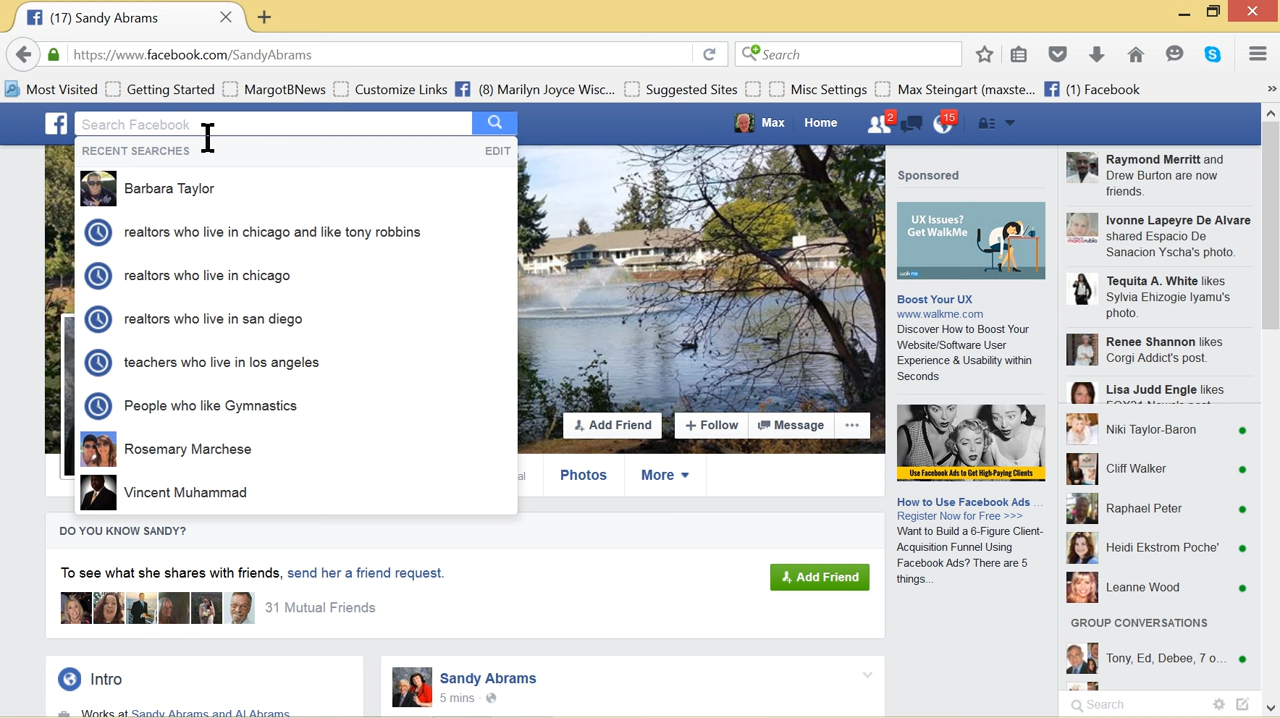 (17) Sandy Abrams
https://www.facebook.com/SandyAbrams
Search
Most Visited
Getting Started
MargotBNews
Customize Links
(8) Marilyn Joyce Wisc...
Suggested Sites
Misc Settings
Max Steingart (maxste...
(1) Facebook
Search Facebook
Max
Home
2
15
RECENT SEARCHES
EDIT
Barbara Taylor
realtors who live in chicago and like tony robbins
realtors who live in chicago
realtors who live in san diego
teachers who live in los angeles
People who like Gymnastics
Rosemary Marchese
Vincent Muhammad
Add Friend
Follow
Message
Photos
More
DO YOU KNOW SANDY?
To see what she shares with friends, send her a friend request.
31 Mutual Friends
Add Friend
Intro
Works at Sandy Abrams and Al Abrams
Sandy Abrams
5 mins
Sponsored
UX Issues?
Get WalkMe
walk me
Boost Your UX
www.walkme.com
Discover How to Boost Your
Website/Software User
Experience & Usability within
Seconds
Use Facebook Ads to Get High-Paying Clients
How to Use Facebook Ads ...
Register Now for Free >>>
Want to Build a 6-Figure Client-
Acquisition Funnel Using
Facebook Ads? There are 5
things...
Raymond Merritt and
Drew Burton are now
friends.
Ivonne Lapeyre De Alvare
shared Espacio De
Sanacion Yscha's photo.
Tequita A. White likes
Sylvia Ehizogie Iyamu's
photo.
Renee Shannon likes
Corgi Addict's post.
Lisa Judd Engle likes
Niki Taylor-Baron
Cliff Walker
Raphael Peter
Heidi Ekstrom Poche'
Leanne Wood
GROUP CONVERSATIONS
Tony, Ed, Debee, 7 o...
Search